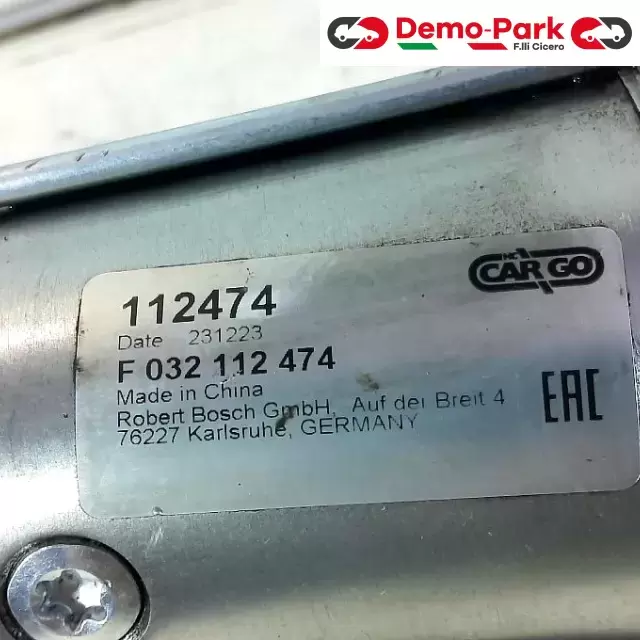 Demo-Park
F.lli Cicero
HC
CARGO
112474
Date 231223
F 032 112 474
Made in China
Robert Bosch GmbH, Auf der Breit 4
76227 Karlsruhe, GERMANY
EAC